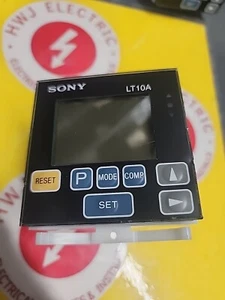 HWJ ELECTRIC
SONY
LT10A
RESET
P
MODE
COMP
SET